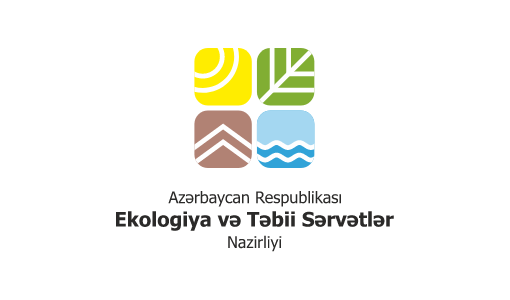 Azərbaycan Respublikası
Ekologiya və Təbii Sərvətlər
Nazirliyi